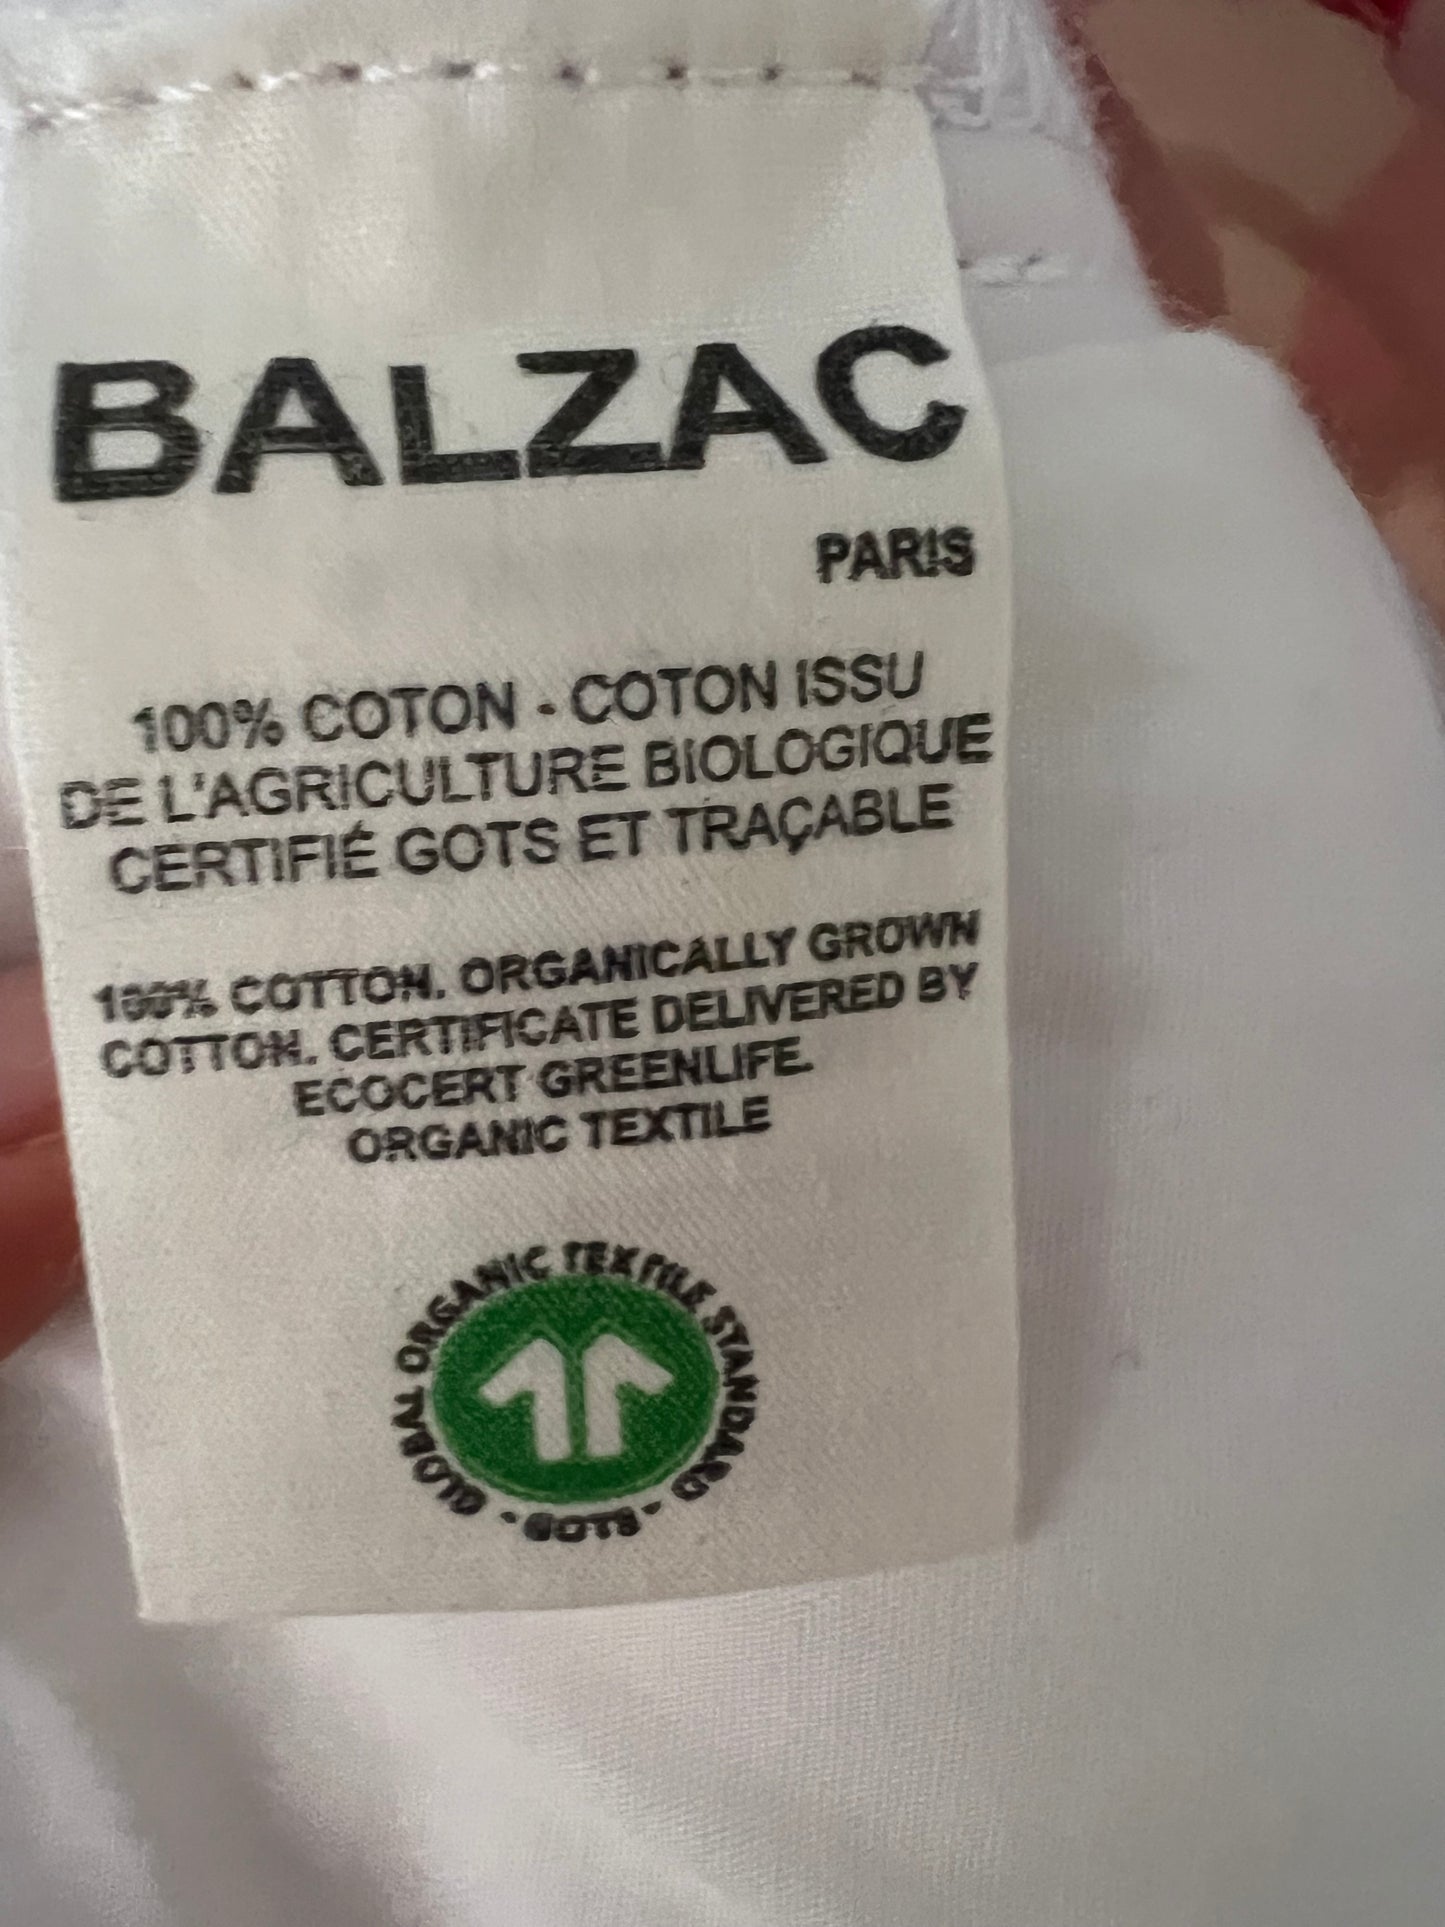 BALZAC
PARIS
100% COTON - COTON ISSU
DE L'AGRICULTURE BIOLOGIQUE
CERTIFIÉ GOTS ET TRAÇABLE
100% COTTON. ORGANICALLY GROWN
COTTON. CERTIFICATE DELIVERED BY
ECOCERT GREENLIFE.
ORGANIC TEXTILE
GLOBAL ORGANIC TEXTILE STANDARD · GOTS ·